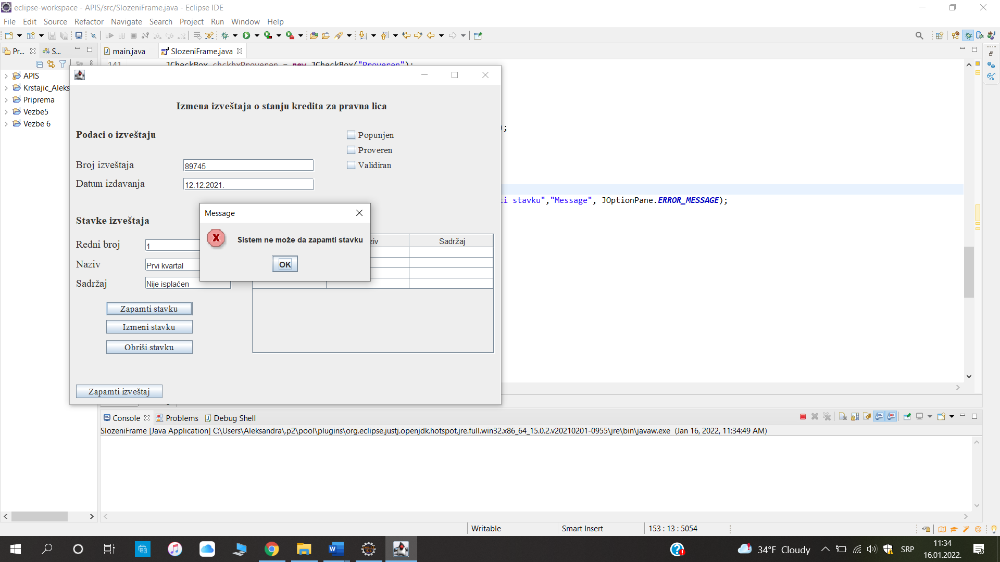 eclipse-workspace - APIS/src/SlozeniFrame.java - Eclipse IDE
File Edit Source Refactor Navigate Search Project Run Window Help
Pr... S... main.java SlozeniFrame.java
141 JCheckBox chckbxProveren = new JCheckBox("Proveren");
APIS
Krstajic_Aleks
Priprema
Vezbe5
Vezbe 6
Izmena izveštaja o stanju kredita za pravna lica
Podaci o izveštaju
Popunjen
Proveren
Validiran
Broj izveštaja 89745
Datum izdavanja 12.12.2021.
);
ti stavku","Message", JOptionPane.ERROR_MESSAGE);
Message
Sistem ne može da zapamti stavku
OK
Stavke izveštaja
Redni broj 1
Naziv Prvi kvartal
Sadržaj Nije isplaćen
ziv Sadržaj
Zapamti stavku
Izmeni stavku
Obriši stavku
Zapamti izveštaj
Console Problems Debug Shell
SlozeniFrame [Java Application] C:\Users\Aleksandra\.p2\pool\plugins\org.eclipse.justj.openjdk.hotspot.jre.full.win32.x86_64_15.0.2.v20210201-0955\jre\bin\javaw.exe (Jan 16, 2022, 11:34:49 AM)
Writable Smart Insert 153 : 13 : 5054
34°F Cloudy SRP 11:34
16.01.2022.